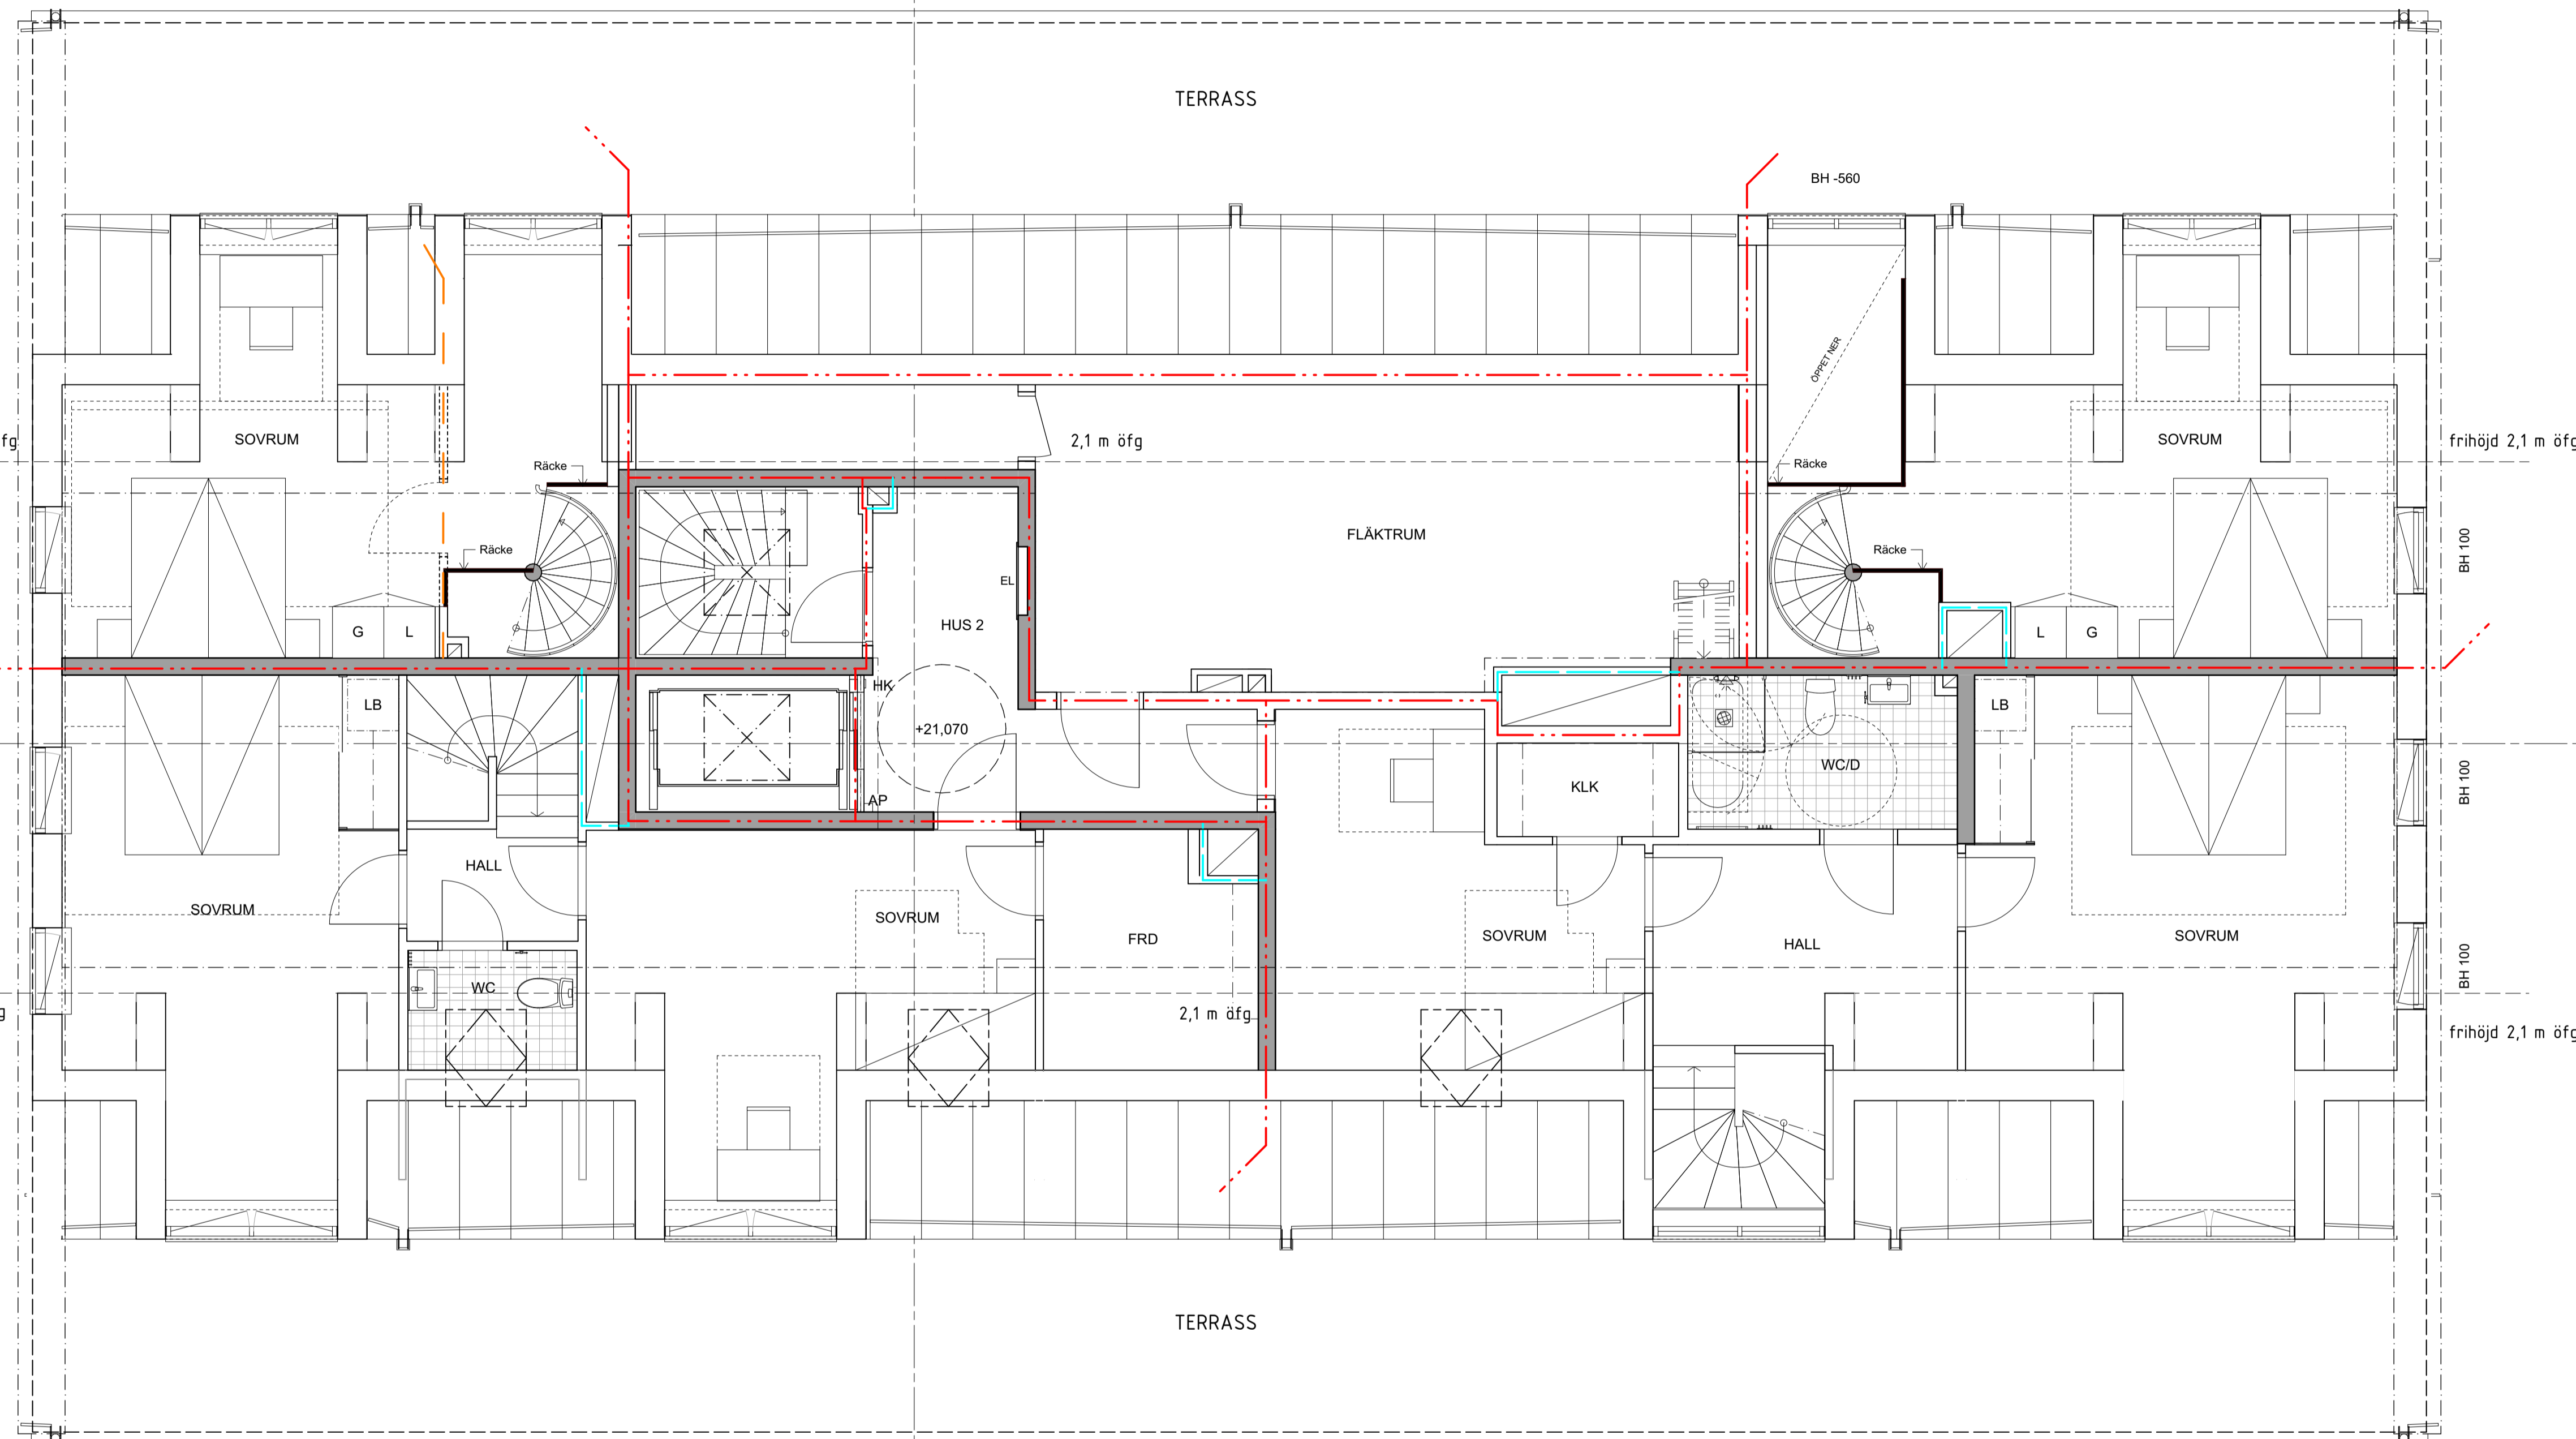 TERRASS
BH -560
ÖPPET NER
fg
SOVRUM
2,1 m öfg
SOVRUM
frihöjd 2,1 m öfg
Räcke
Räcke
Räcke
Räcke
FLÄKTRUM
BH 100
EL
G
L
HUS 2
L
G
HK
LB
LB
+21,070
WC/D
KLK
BH 100
AP
HALL
SOVRUM
SOVRUM
FRD
SOVRUM
HALL
SOVRUM
BH 100
WC
g
2,1 m öfg
frihöjd 2,1 m öfg
TERRASS